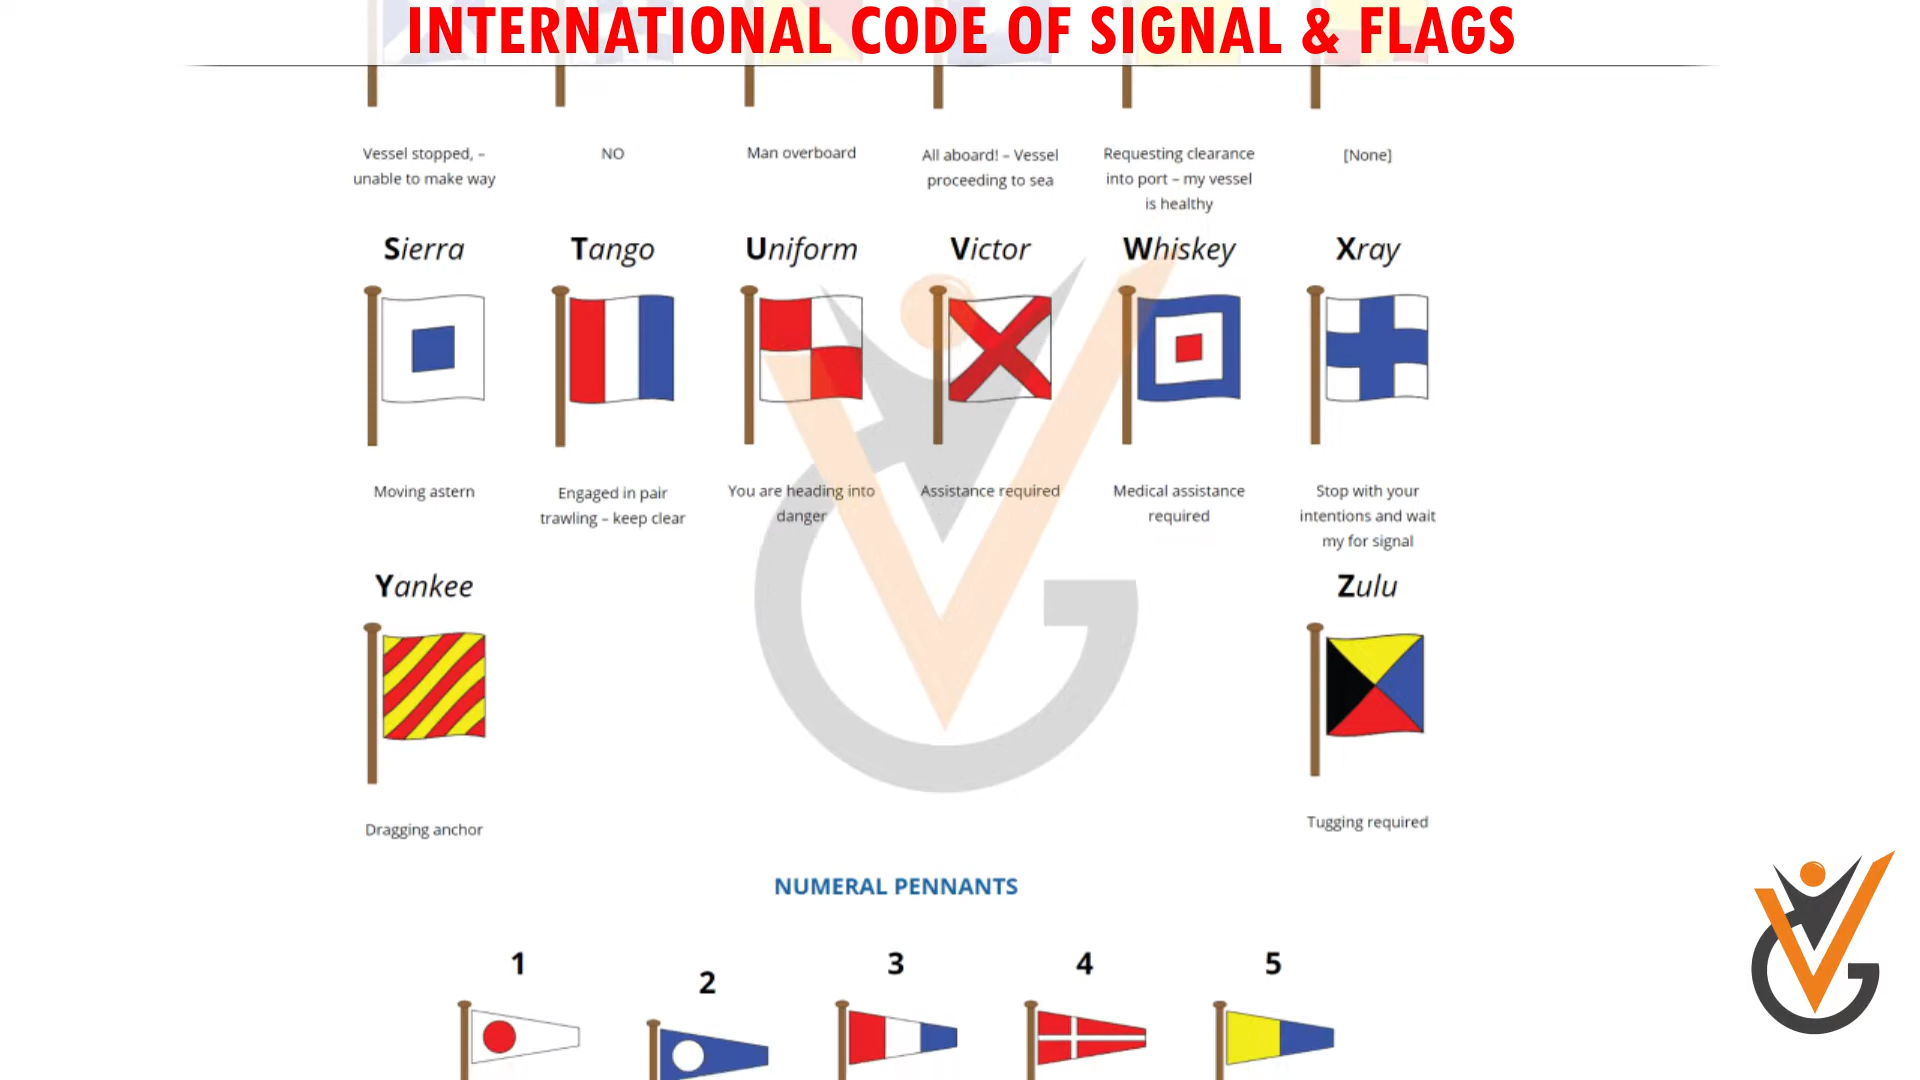 INTERNATIONAL CODE OF SIGNAL & FLAGS
Vessel stopped, –
unable to make way
NO
Man overboard
All aboard! – Vessel
proceeding to sea
Requesting clearance
into port – my vessel
is healthy
[None]
Sierra
Tango
Uniform
Victor
Whiskey
Xray
Moving astern
Engaged in pair
trawling – keep clear
You are heading into
danger
Assistance required
Medical assistance
required
Stop with your
intentions and wait
my for signal
Yankee
Zulu
Dragging anchor
Tugging required
NUMERAL PENNANTS
1
2
3
4
5